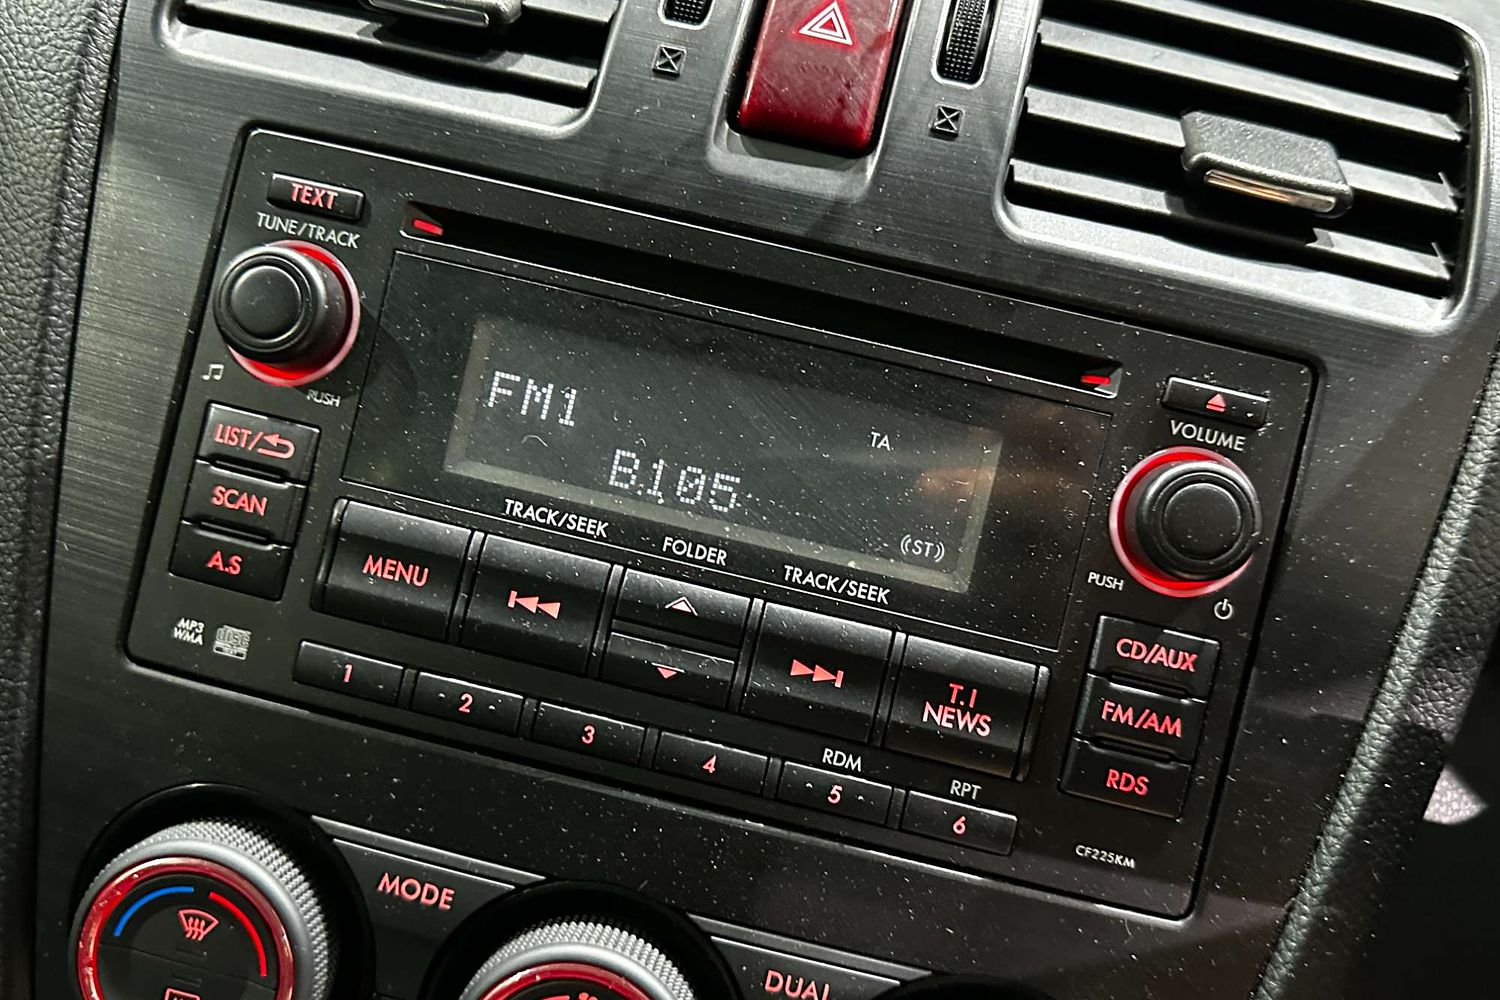 TEXT
TUNE/TRACK
PUSH
LIST/
SCAN
A.S
MP3
WMA
FM1
TA
B.105
(ST)
VOLUME
PUSH
TRACK/SEEK
FOLDER
TRACK/SEEK
MENU
T.I
NEWS
CD/AUX
FM/AM
RDS
1
2
3
4
RDM
5
RPT
6
CF225KM
MODE
DUAL